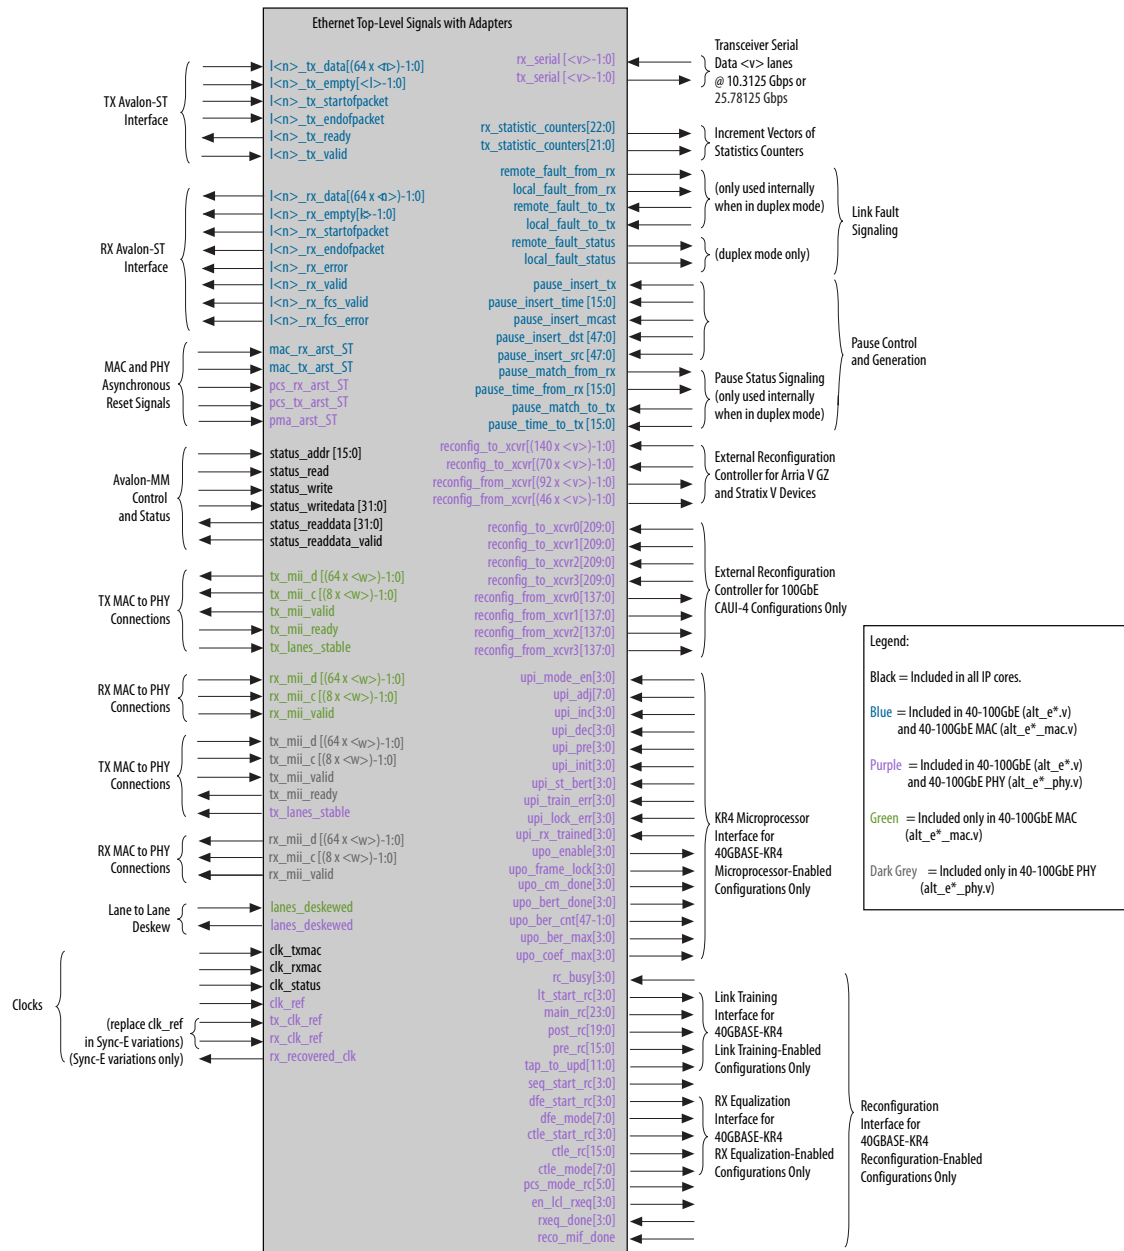 Ethernet Top-Level Signals with Adapters
TX Avalon-ST
Interface
l<n>_tx_data[(64 x <n>)-1:0]
l<n>_tx_empty[<l>-1:0]
l<n>_tx_startofpacket
l<n>_tx_endofpacket
l<n>_tx_ready
l<n>_tx_valid
RX Avalon-ST
Interface
l<n>_rx_data[(64 x <n>)-1:0]
l<n>_rx_empty[<l>-1:0]
l<n>_rx_startofpacket
l<n>_rx_endofpacket
l<n>_rx_error
l<n>_rx_valid
l<n>_rx_fcs_valid
l<n>_rx_fcs_error
MAC and PHY
Asynchronous
Reset Signals
mac_rx_arst_ST
mac_tx_arst_ST
pcs_rx_arst_ST
pcs_tx_arst_ST
pma_arst_ST
Avalon-MM
Control
and Status
status_addr [15:0]
status_read
status_write
status_writedata [31:0]
status_readdata [31:0]
status_readdata_valid
TX MAC to PHY
Connections
tx_mii_d [(64 x <w>)-1:0]
tx_mii_c [(8 x <w>)-1:0]
tx_mii_valid
tx_mii_ready
tx_lanes_stable
RX MAC to PHY
Connections
rx_mii_d [(64 x <w>)-1:0]
rx_mii_c [(8 x <w>)-1:0]
rx_mii_valid
TX MAC to PHY
Connections
tx_mii_d [(64 x <w>)-1:0]
tx_mii_c [(8 x <w>)-1:0]
tx_mii_valid
tx_mii_ready
tx_lanes_stable
RX MAC to PHY
Connections
rx_mii_d [(64 x <w>)-1:0]
rx_mii_c [(8 x <w>)-1:0]
rx_mii_valid
Lane to Lane
Deskew
lanes_deskewed
lanes_deskewed
Clocks
clk_txmac
clk_rxmac
clk_status
clk_ref
(replace clk_ref
in Sync-E variations)
tx_clk_ref
rx_clk_ref
(Sync-E variations only)
rx_recovered_clk
rx_serial [<v>-1:0]
tx_serial [<v>-1:0]
Transceiver Serial
Data <v> lanes
@ 10.3125 Gbps or
25.78125 Gbps
rx_statistic_counters[22:0]
tx_statistic_counters[21:0]
Increment Vectors of
Statistics Counters
remote_fault_from_rx
local_fault_from_rx
remote_fault_to_tx
local_fault_to_tx
(only used internally
when in duplex mode)
remote_fault_status
local_fault_status
(duplex mode only)
Link Fault
Signaling
pause_insert_tx
pause_insert_time [15:0]
pause_insert_mcast
pause_insert_dst [47:0]
pause_insert_src [47:0]
pause_match_from_rx
pause_time_from_rx [15:0]
pause_match_to_tx
pause_time_to_tx [15:0]
Pause Status Signaling
(only used internally
when in duplex mode)
Pause Control
and Generation
reconfig_to_xcvr[(140 x <v>)-1:0]
reconfig_to_xcvr[(70 x <v>)-1:0]
reconfig_from_xcvr[(92 x <v>)-1:0]
reconfig_from_xcvr[(46 x <v>)-1:0]
External Reconfiguration
Controller for Arria V GZ
and Stratix V Devices
reconfig_to_xcvr0[209:0]
reconfig_to_xcvr1[209:0]
reconfig_to_xcvr2[209:0]
reconfig_to_xcvr3[209:0]
reconfig_from_xcvr0[137:0]
reconfig_from_xcvr1[137:0]
reconfig_from_xcvr2[137:0]
reconfig_from_xcvr3[137:0]
External Reconfiguration
Controller for 100GbE
CAUI-4 Configurations Only
upi_mode_en[3:0]
upi_adj[7:0]
upi_inc[3:0]
upi_dec[3:0]
upi_pre[3:0]
upi_init[3:0]
upi_st_bert[3:0]
upi_train_err[3:0]
upi_lock_err[3:0]
upi_rx_trained[3:0]
upo_enable[3:0]
upo_frame_lock[3:0]
upo_cm_done[3:0]
upo_bert_done[3:0]
upo_ber_cnt[47-1:0]
upo_ber_max[3:0]
upo_coef_max[3:0]
KR4 Microprocessor
Interface for
40GBASE-KR4
Microprocessor-Enabled
Configurations Only
rc_busy[3:0]
lt_start_rc[3:0]
main_rc[23:0]
post_rc[19:0]
pre_rc[15:0]
tap_to_upd[11:0]
Link Training
Interface for
40GBASE-KR4
Link Training-Enabled
Configurations Only
seq_start_rc[3:0]
dfe_start_rc[3:0]
dfe_mode[7:0]
ctle_start_rc[3:0]
ctle_rc[15:0]
ctle_mode[7:0]
RX Equalization
Interface for
40GBASE-KR4
RX Equalization-Enabled
Configurations Only
pcs_mode_rc[5:0]
en_lcl_rxeq[3:0]
rxeq_done[3:0]
reco_mif_done
Reconfiguration
Interface for
40GBASE-KR4
Reconfiguration-Enabled
Configurations Only
Legend:
Black = Included in all IP cores.
Blue = Included in 40-100GbE (alt_e*.v)
and 40-100GbE MAC (alt_e*_mac.v)
Purple = Included in 40-100GbE (alt_e*.v)
and 40-100GbE PHY (alt_e*_phy.v)
Green = Included only in 40-100GbE MAC
(alt_e*_mac.v)
Dark Grey = Included only in 40-100GbE PHY
(alt_e*_phy.v)